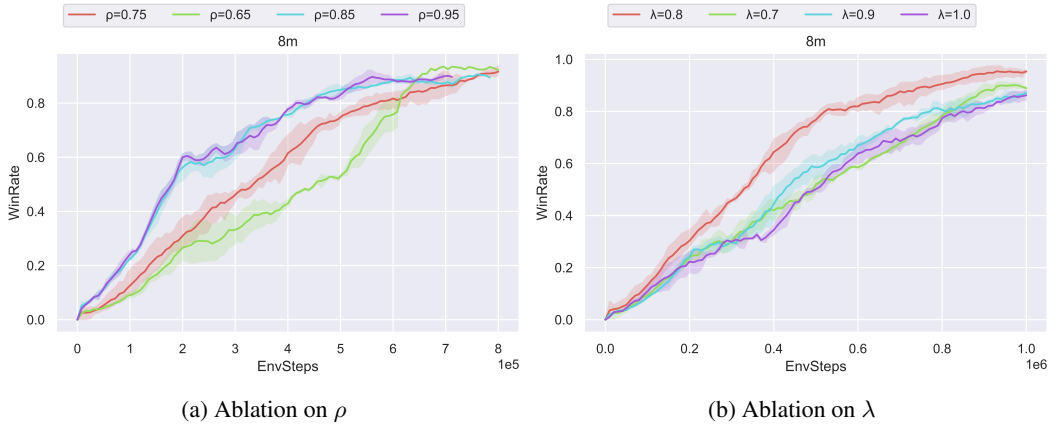 ρ=0.75 ρ=0.65 ρ=0.85 ρ=0.95
8m
WinRate
0.8
0.6
0.4
0.2
0.0
0 1 2 3 4 5 6 7 8
EnvSteps
1e5
(a) Ablation on ρ
λ=0.8 λ=0.7 λ=0.9 λ=1.0
8m
WinRate
1.0
0.8
0.6
0.4
0.2
0.0
0.0 0.2 0.4 0.6 0.8 1.0
EnvSteps
1e6
(b) Ablation on λ